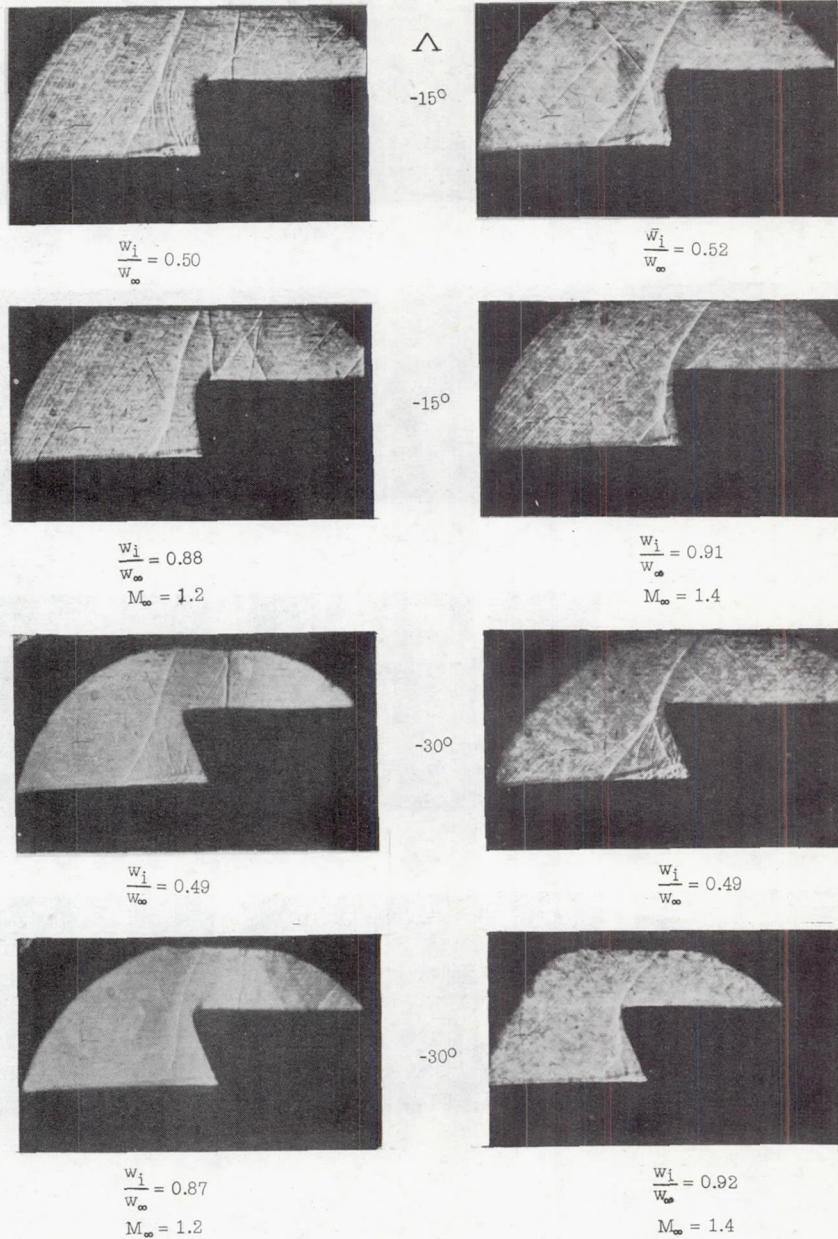 Λ
-15°
w_i/w_∞ = 0.50
w̄_i/w_∞ = 0.52
-15°
w_i/w_∞ = 0.88
w_i/w_∞ = 0.91
M_∞ = 1.2
M_∞ = 1.4
-30°
w_i/w_∞ = 0.49
w_i/w_∞ = 0.49
-30°
w_i/w_∞ = 0.87
w_i/w_∞ = 0.92
M_∞ = 1.2
M_∞ = 1.4